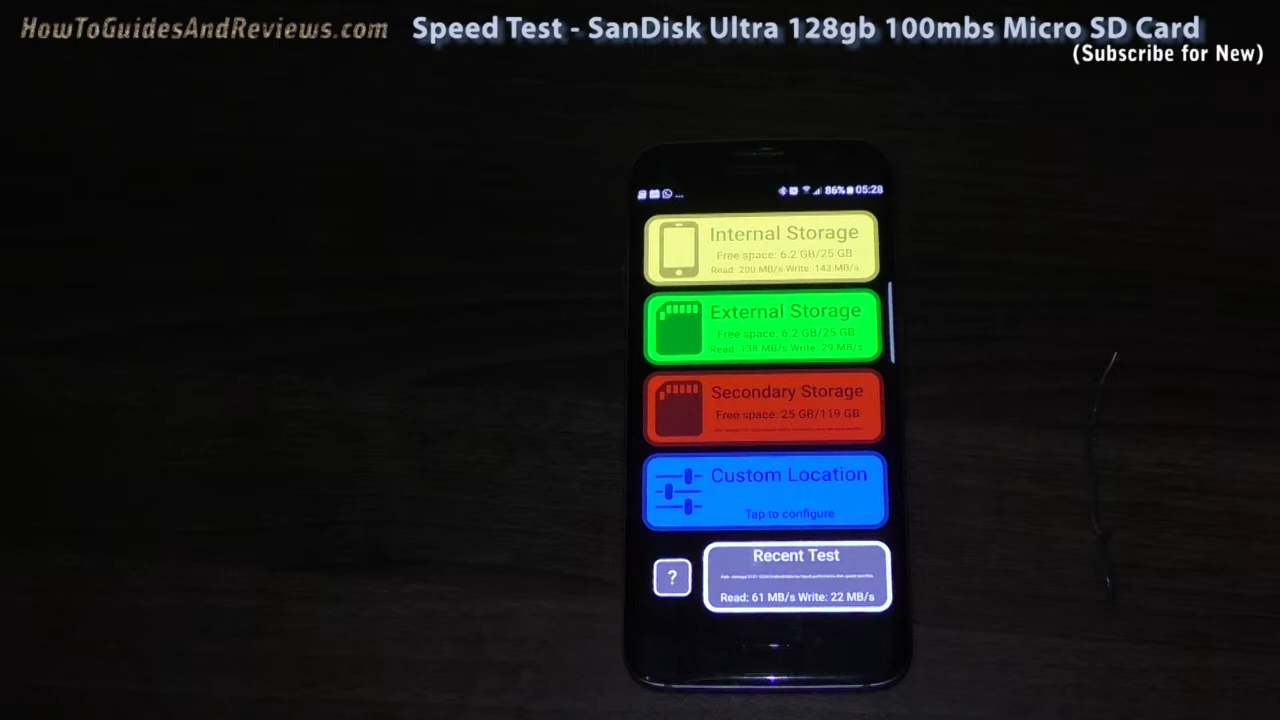 HowToGuidesAndReviews.com
Speed Test - SanDisk Ultra 128gb 100mbs Micro SD Card
(Subscribe for New)
86% 05:28
Internal Storage
Free space: 6.2 GB/25 GB
Read: 200 MB/s Write: 143 MB/s
External Storage
Free space: 6.2 GB/25 GB
Read: 138 MB/s Write: 29 MB/s
Secondary Storage
Free space: 25 GB/119 GB
Custom Location
Tap to configure
?
Recent Test
Read: 61 MB/s Write: 22 MB/s